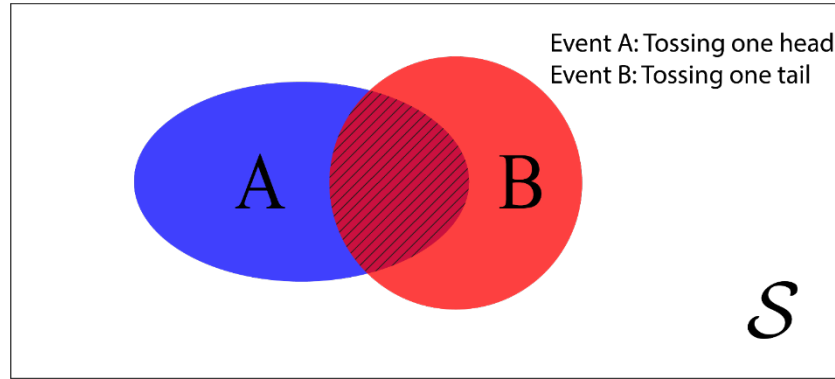 Event A: Tossing one head
Event B: Tossing one tail
A B
𝒮